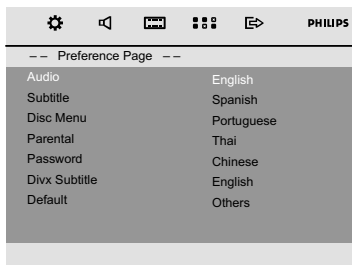 PHILIPS
-- Preference Page --
Audio English
Subtitle Spanish
Disc Menu Portuguese
Parental Thai
Password Chinese
Divx Subtitle English
Default Others